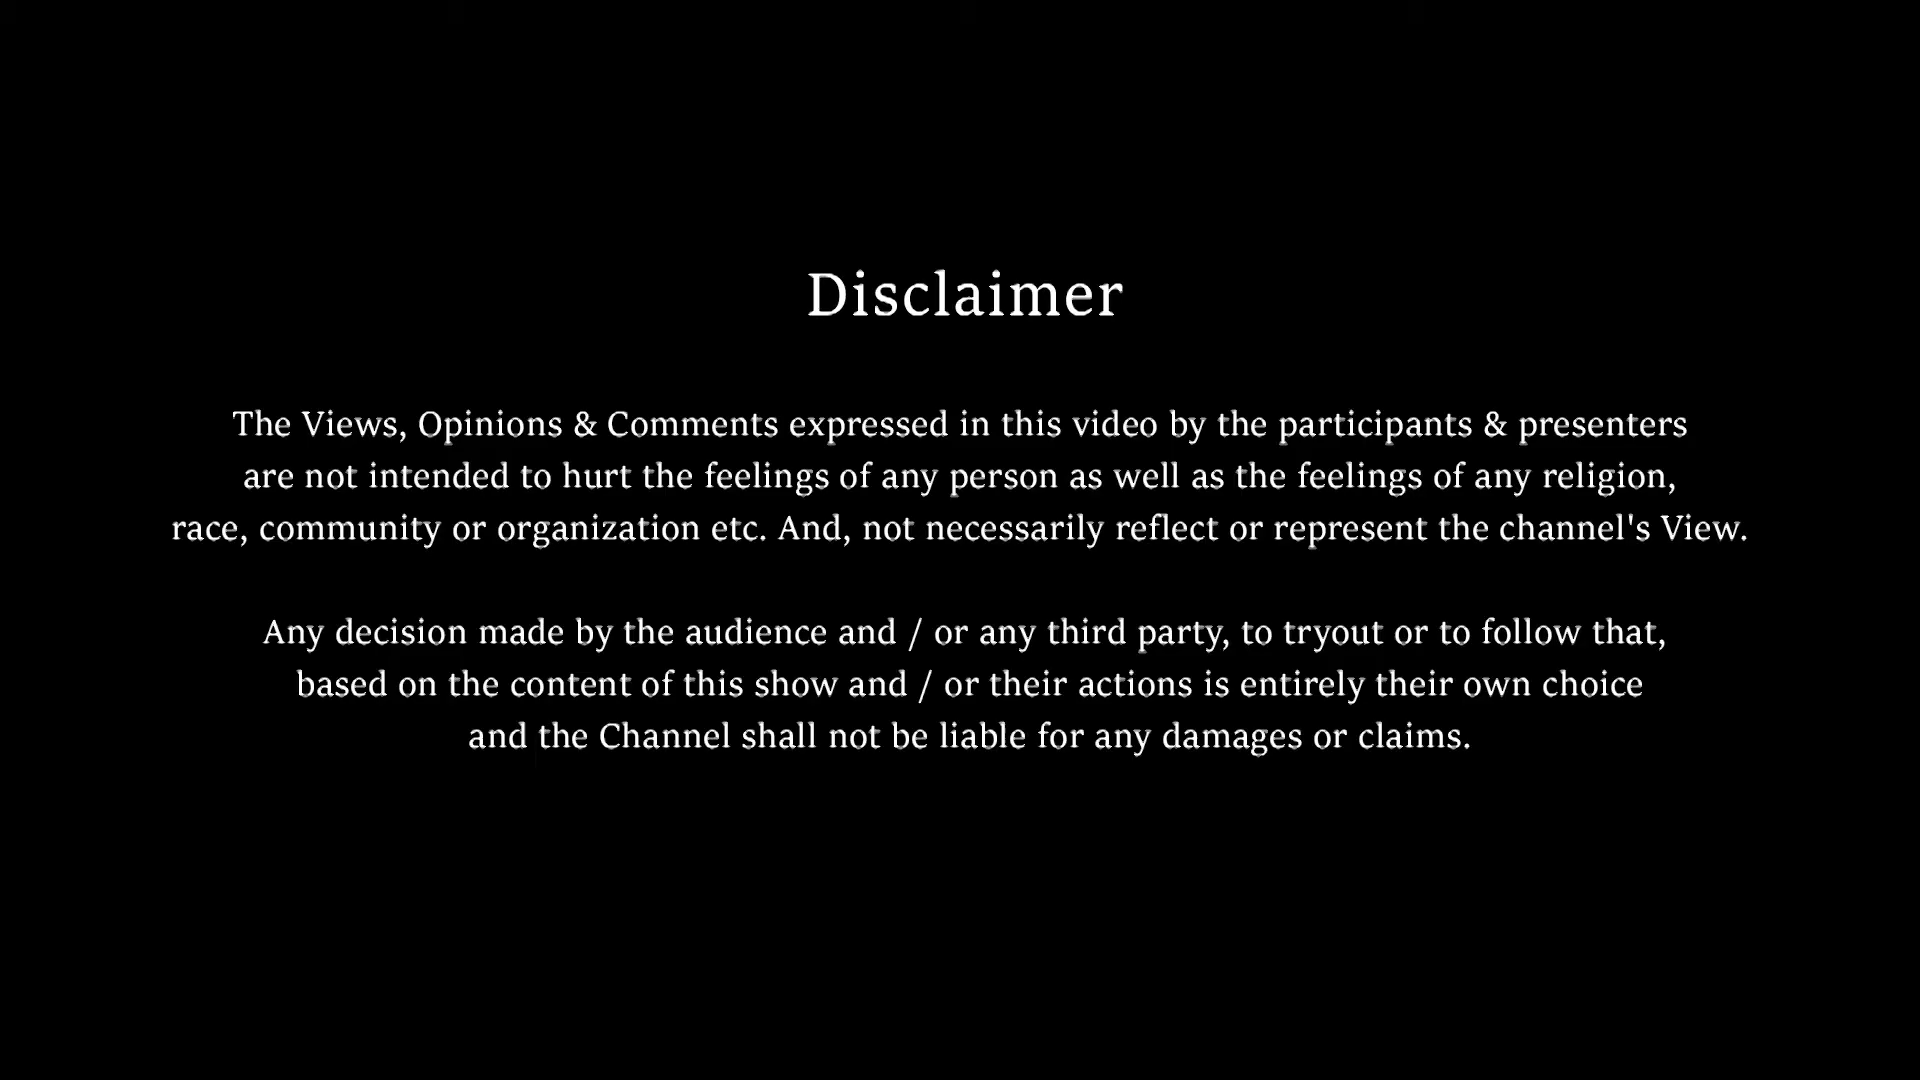 Disclaimer
The Views, Opinions & Comments expressed in this video by the participants & presenters
are not intended to hurt the feelings of any person as well as the feelings of any religion,
race, community or organization etc. And, not necessarily reflect or represent the channel's View.
Any decision made by the audience and / or any third party, to tryout or to follow that,
based on the content of this show and / or their actions is entirely their own choice
and the Channel shall not be liable for any damages or claims.